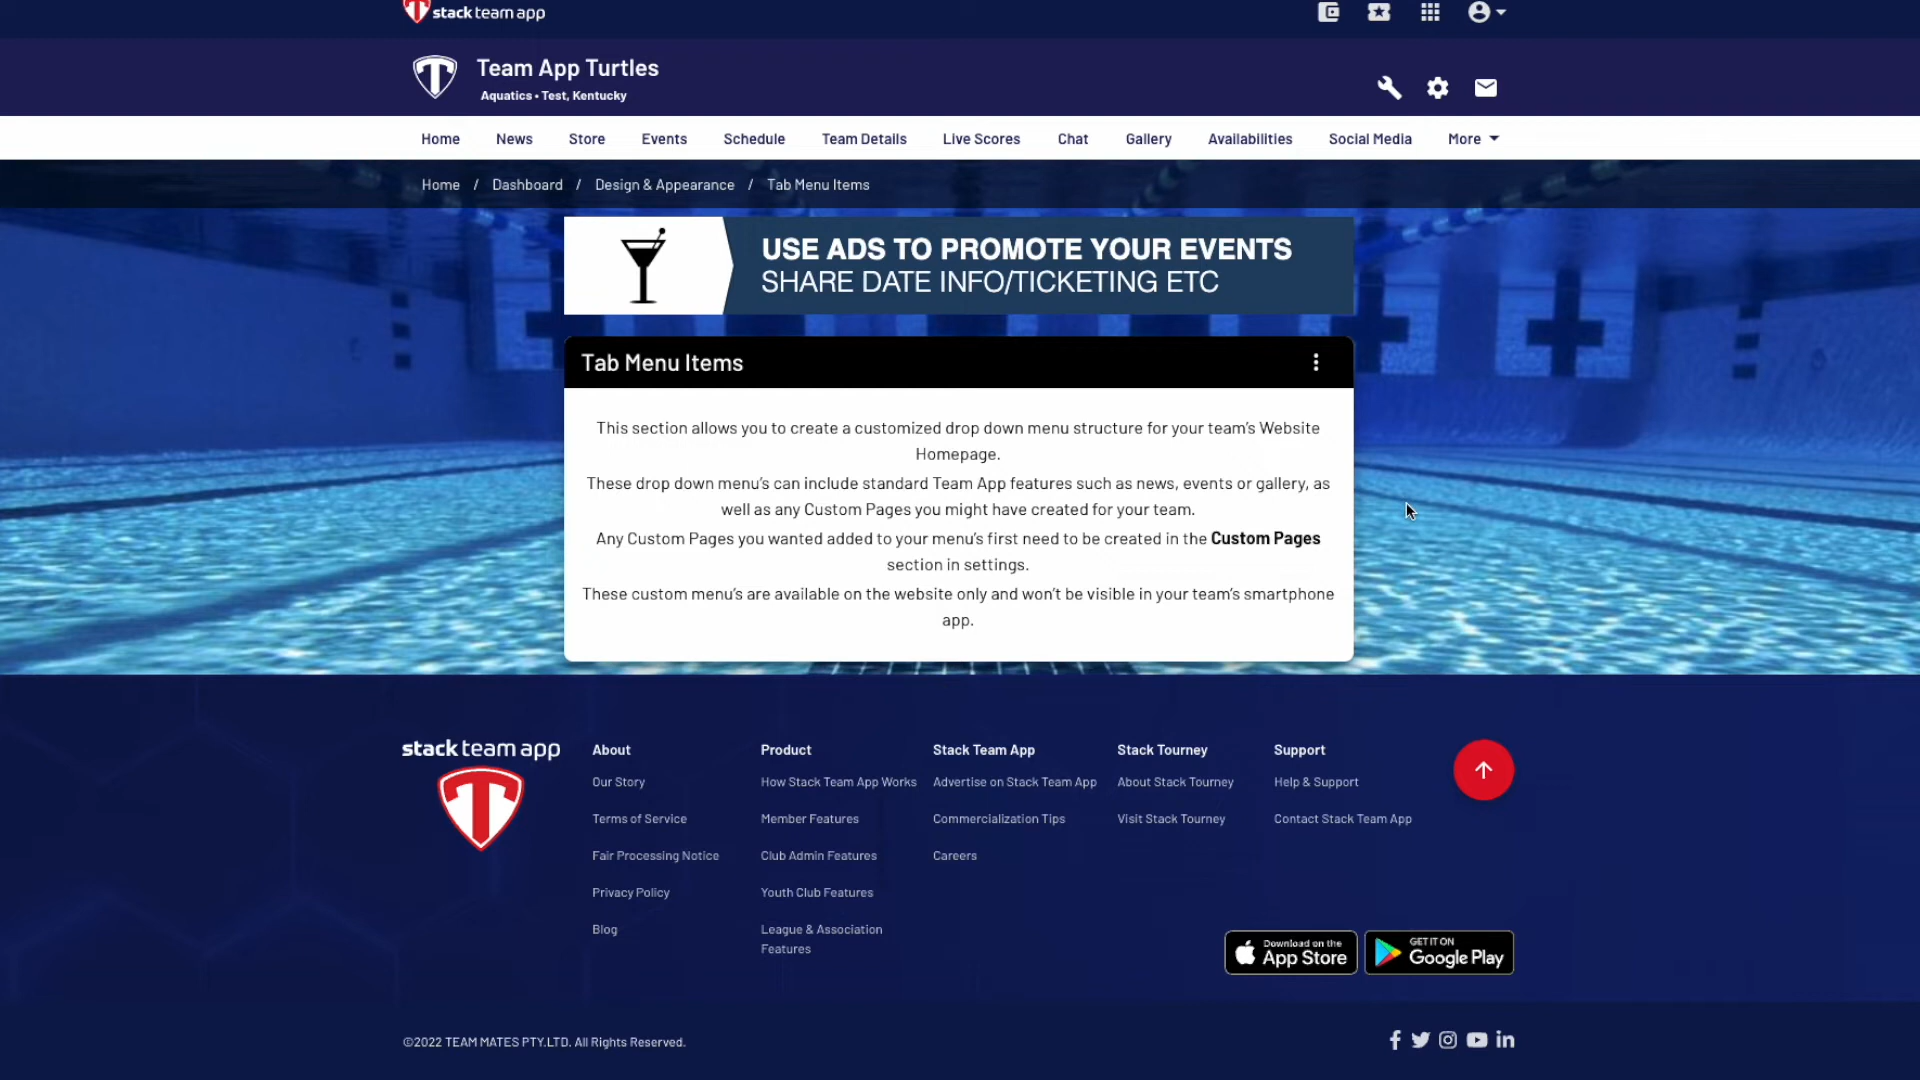 stack team app
Team App Turtles
Aquatics • Test, Kentucky
Home News Store Events Schedule Team Details Live Scores Chat Gallery Availabilities Social Media More
Home / Dashboard / Design & Appearance / Tab Menu Items
USE ADS TO PROMOTE YOUR EVENTS
SHARE DATE INFO/TICKETING ETC
Tab Menu Items
This section allows you to create a customized drop down menu structure for your team's Website
Homepage.
These drop down menu's can include standard Team App features such as news, events or gallery, as
well as any Custom Pages you might have created for your team.
Any Custom Pages you wanted added to your menu's first need to be created in the Custom Pages
section in settings.
These custom menu's are available on the website only and won't be visible in your team's smartphone
app.
stack team app
About
Our Story
Terms of Service
Fair Processing Notice
Privacy Policy
Blog
Product
How Stack Team App Works
Member Features
Club Admin Features
Youth Club Features
League & Association
Features
Stack Team App
Advertise on Stack Team App
Commercialization Tips
Careers
Stack Tourney
About Stack Tourney
Visit Stack Tourney
Support
Help & Support
Contact Stack Team App
Download on the
App Store
GET IT ON
Google Play
©2022 TEAM MATES PTY.LTD. All Rights Reserved.